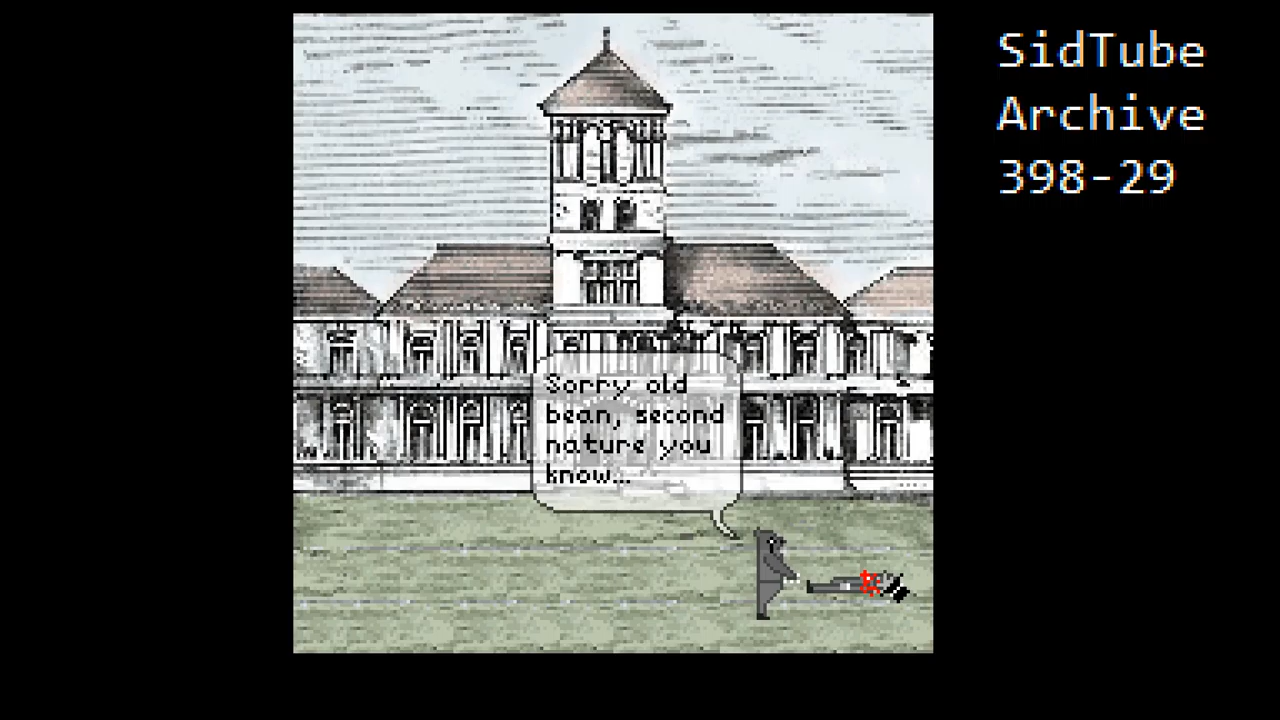 Sorry old
bean, second
nature you
know...
SidTube
Archive
398-29